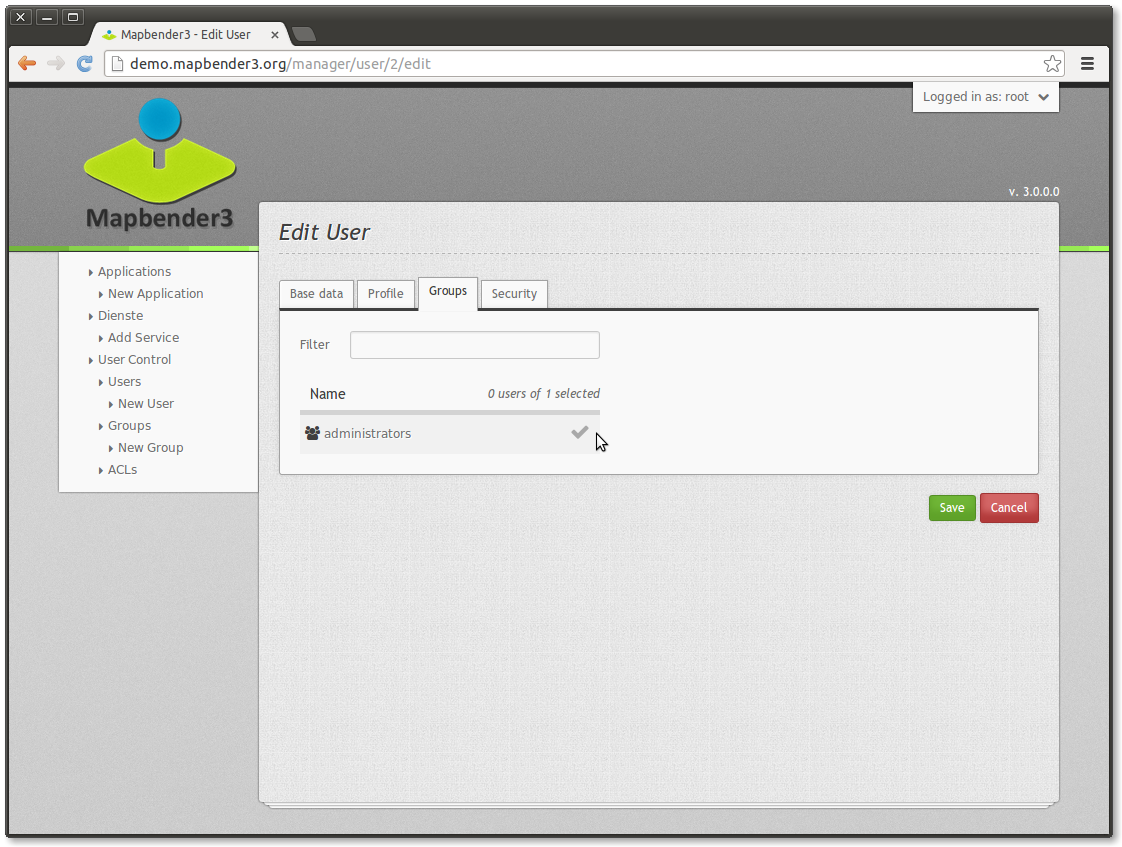 Mapbender3 - Edit User
demo.mapbender3.org/manager/user/2/edit
Logged in as: root
Mapbender3
v. 3.0.0.0
Applications
New Application
Dienste
Add Service
User Control
Users
New User
Groups
New Group
ACLs
Edit User
Base data Profile Groups Security
Filter
Name 0 users of 1 selected
administrators
Save Cancel